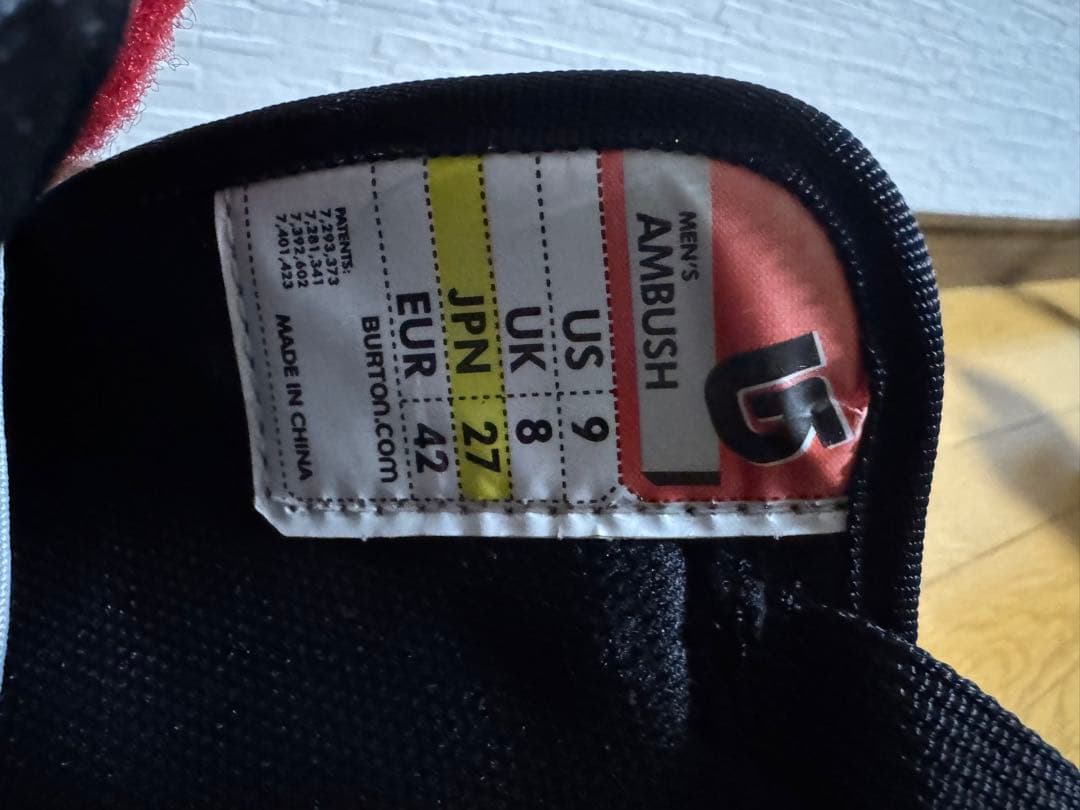 MEN'S
AMBUSH
US 9
UK 8
JPN 27
EUR 42
BURTON.COM
PATENTS:
7,293,373
7,281,341
7,392,602
7,401,423
MADE IN CHINA